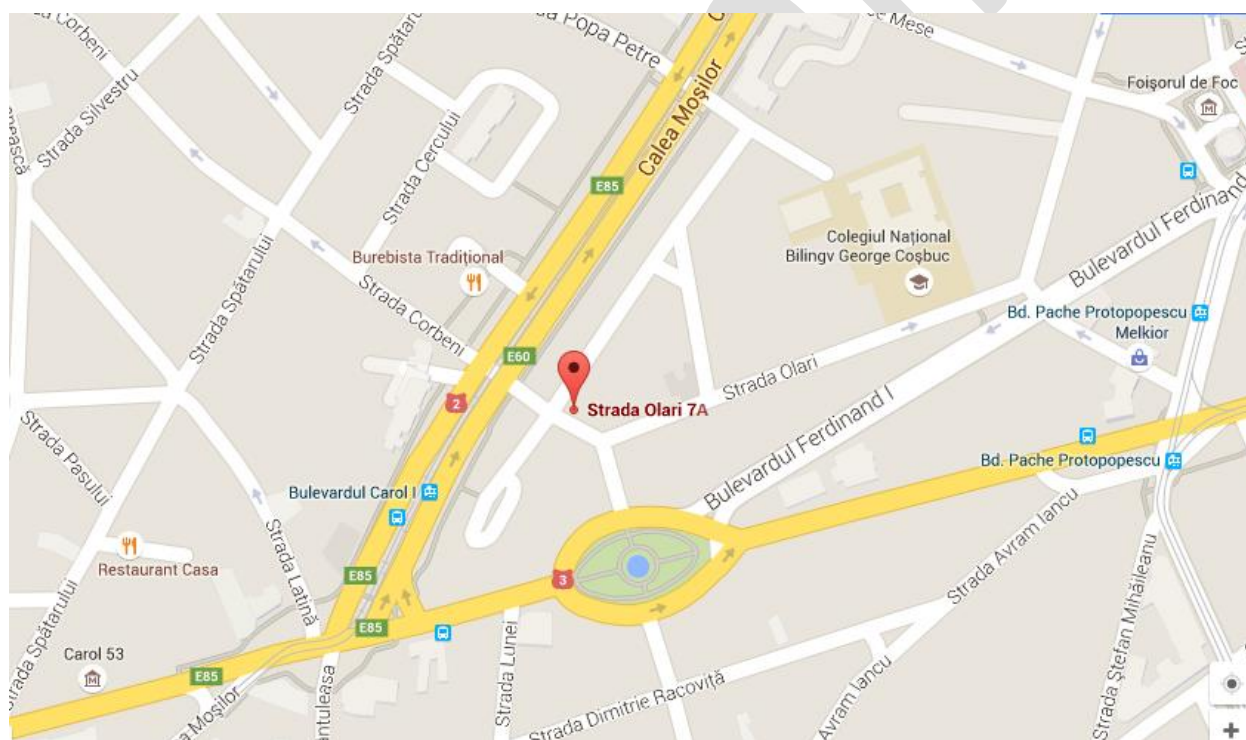 Corbeni
Strada Silvestru
Strada Spătarului
Popa Petre
Mese
Foișorul de Foc
Strada Cercului
Calea Moșilor
E85
Colegiul Național
Bilingv George Coșbuc
Bulevardul Ferdinand
Burebista Tradițional
Strada Spătarului
Strada Corbeni
E60
Bd. Pache Protopopescu
Melkior
2
Strada Olari 7A
Strada Olari
Bulevardul Ferdinand I
Strada Pasului
Bulevardul Carol I
Bd. Pache Protopopescu
Restaurant Casa
Strada Latină
E85
3
Strada Avram Iancu
Strada Ștefan Mihăileanu
E85
Strada Lunei
Carol 53
E85
Strada Dimitrie Racoviță
Avram Iancu
Moșilor
antuleasa
rada Spătarului